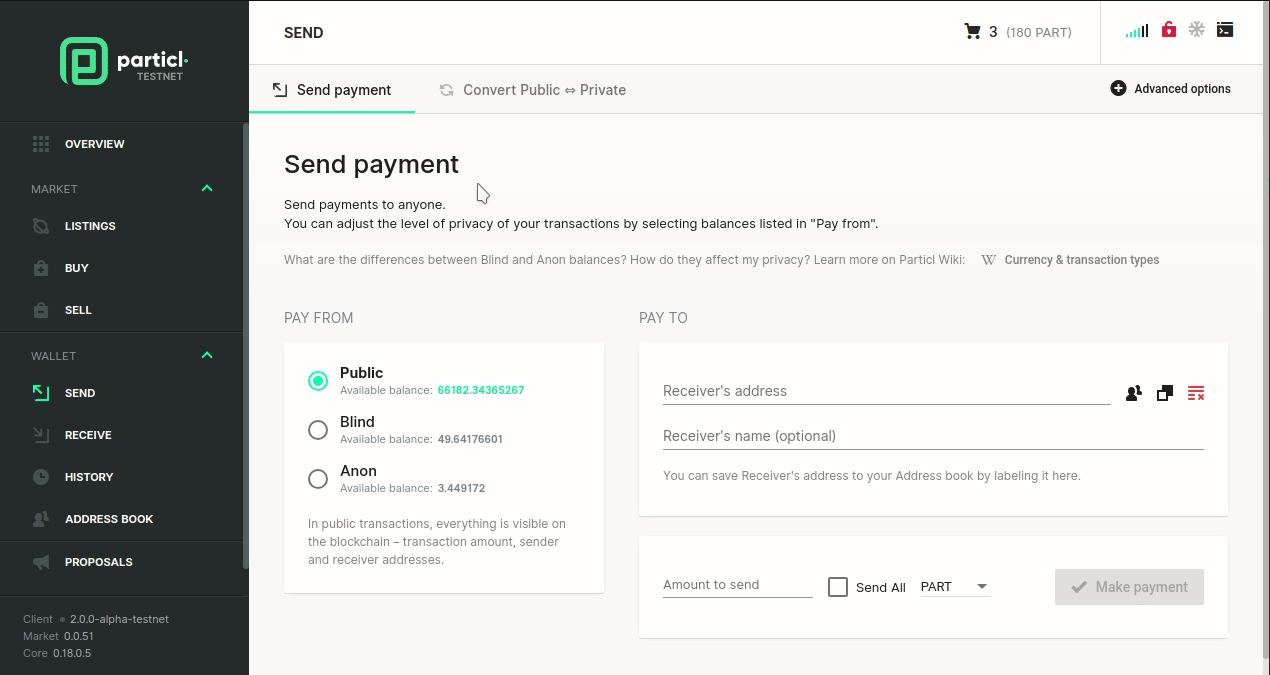 particl
TESTNET
OVERVIEW
MARKET
LISTINGS
BUY
SELL
WALLET
SEND
RECEIVE
HISTORY
ADDRESS BOOK
PROPOSALS
Client 2.0.0-alpha-testnet
Market 0.0.51
Core 0.18.0.5
SEND
3 (180 PART)
Send payment
Convert Public ⇔ Private
Advanced options
Send payment
Send payments to anyone.
You can adjust the level of privacy of your transactions by selecting balances listed in "Pay from".
What are the differences between Blind and Anon balances? How do they affect my privacy? Learn more on Particl Wiki: W Currency & transaction types
PAY FROM
Public
Available balance: 66182.34365267
Blind
Available balance: 49.64176601
Anon
Available balance: 3.449172
In public transactions, everything is visible on
the blockchain – transaction amount, sender
and receiver addresses.
PAY TO
Receiver's address
Receiver's name (optional)
You can save Receiver's address to your Address book by labeling it here.
Amount to send
Send All
PART
Make payment